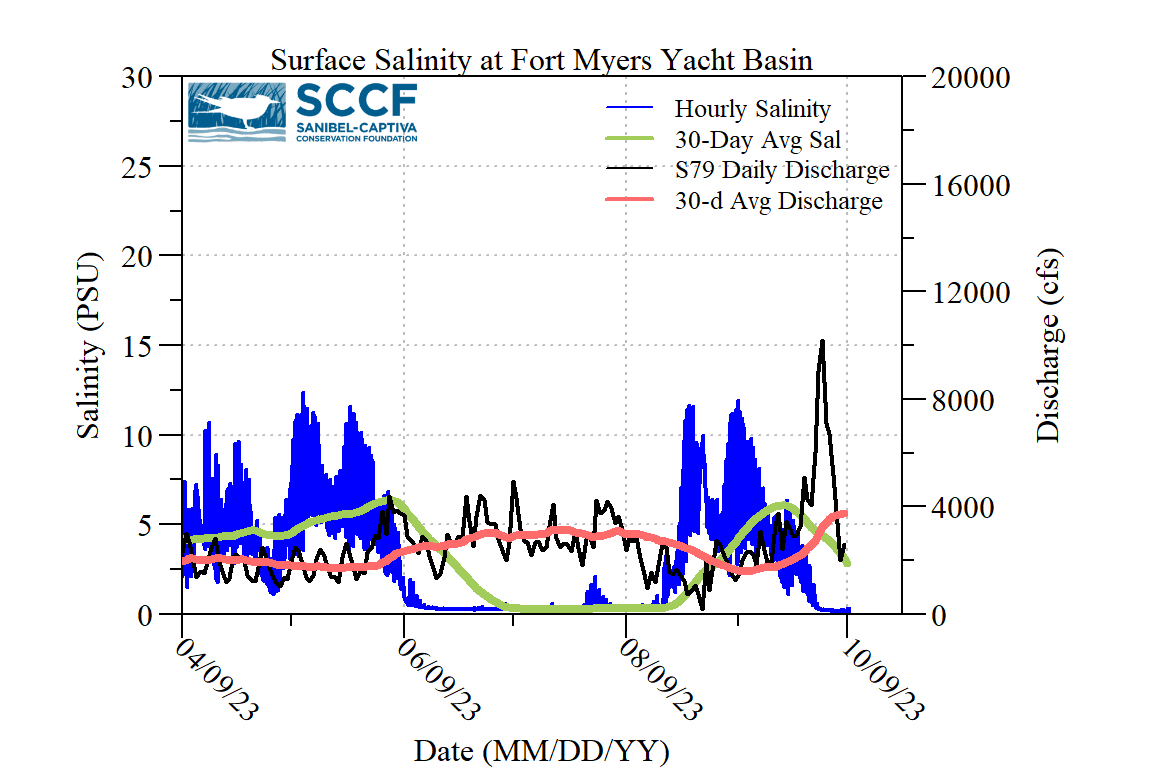 Surface Salinity at Fort Myers Yacht Basin
SCCF
SANIBEL-CAPTIVA
CONSERVATION FOUNDATION
Hourly Salinity
30-Day Avg Sal
S79 Daily Discharge
30-d Avg Discharge
30
25
20
15
10
5
0
Salinity (PSU)
20000
16000
12000
8000
4000
0
Discharge (cfs)
04/09/23
06/09/23
08/09/23
10/09/23
Date (MM/DD/YY)